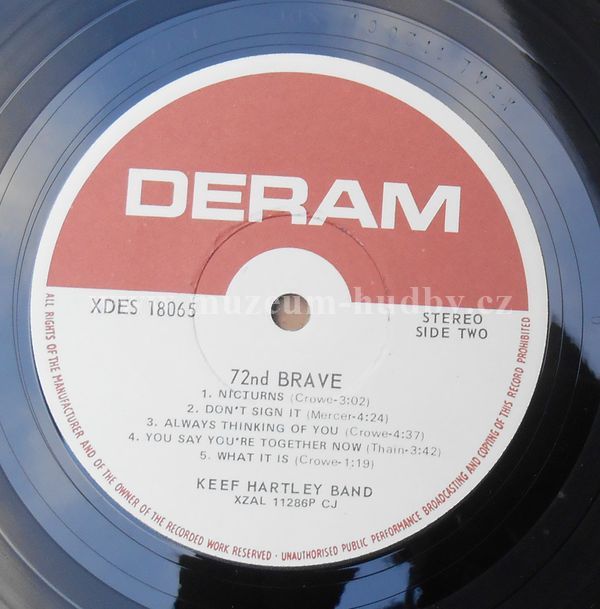 DERAM
muzeum-hudby.cz
XDES 18065
STEREO
SIDE TWO
72nd BRAVE
1. NICTURNS (Crowe-3:02)
2. DON'T SIGN IT (Mercer-4:24)
3. ALWAYS THINKING OF YOU (Crowe-4:37)
4. YOU SAY YOU'RE TOGETHER NOW (Thain-3:42)
5. WHAT IT IS (Crowe-1:19)
KEEF HARTLEY BAND
XZAL 11286P CJ
ALL RIGHTS OF THE MANUFACTURER AND OF THE OWNER OF THE RECORDED WORK RESERVED · UNAUTHORISED PUBLIC PERFORMANCE BROADCASTING AND COPYING OF THIS RECORD PROHIBITED